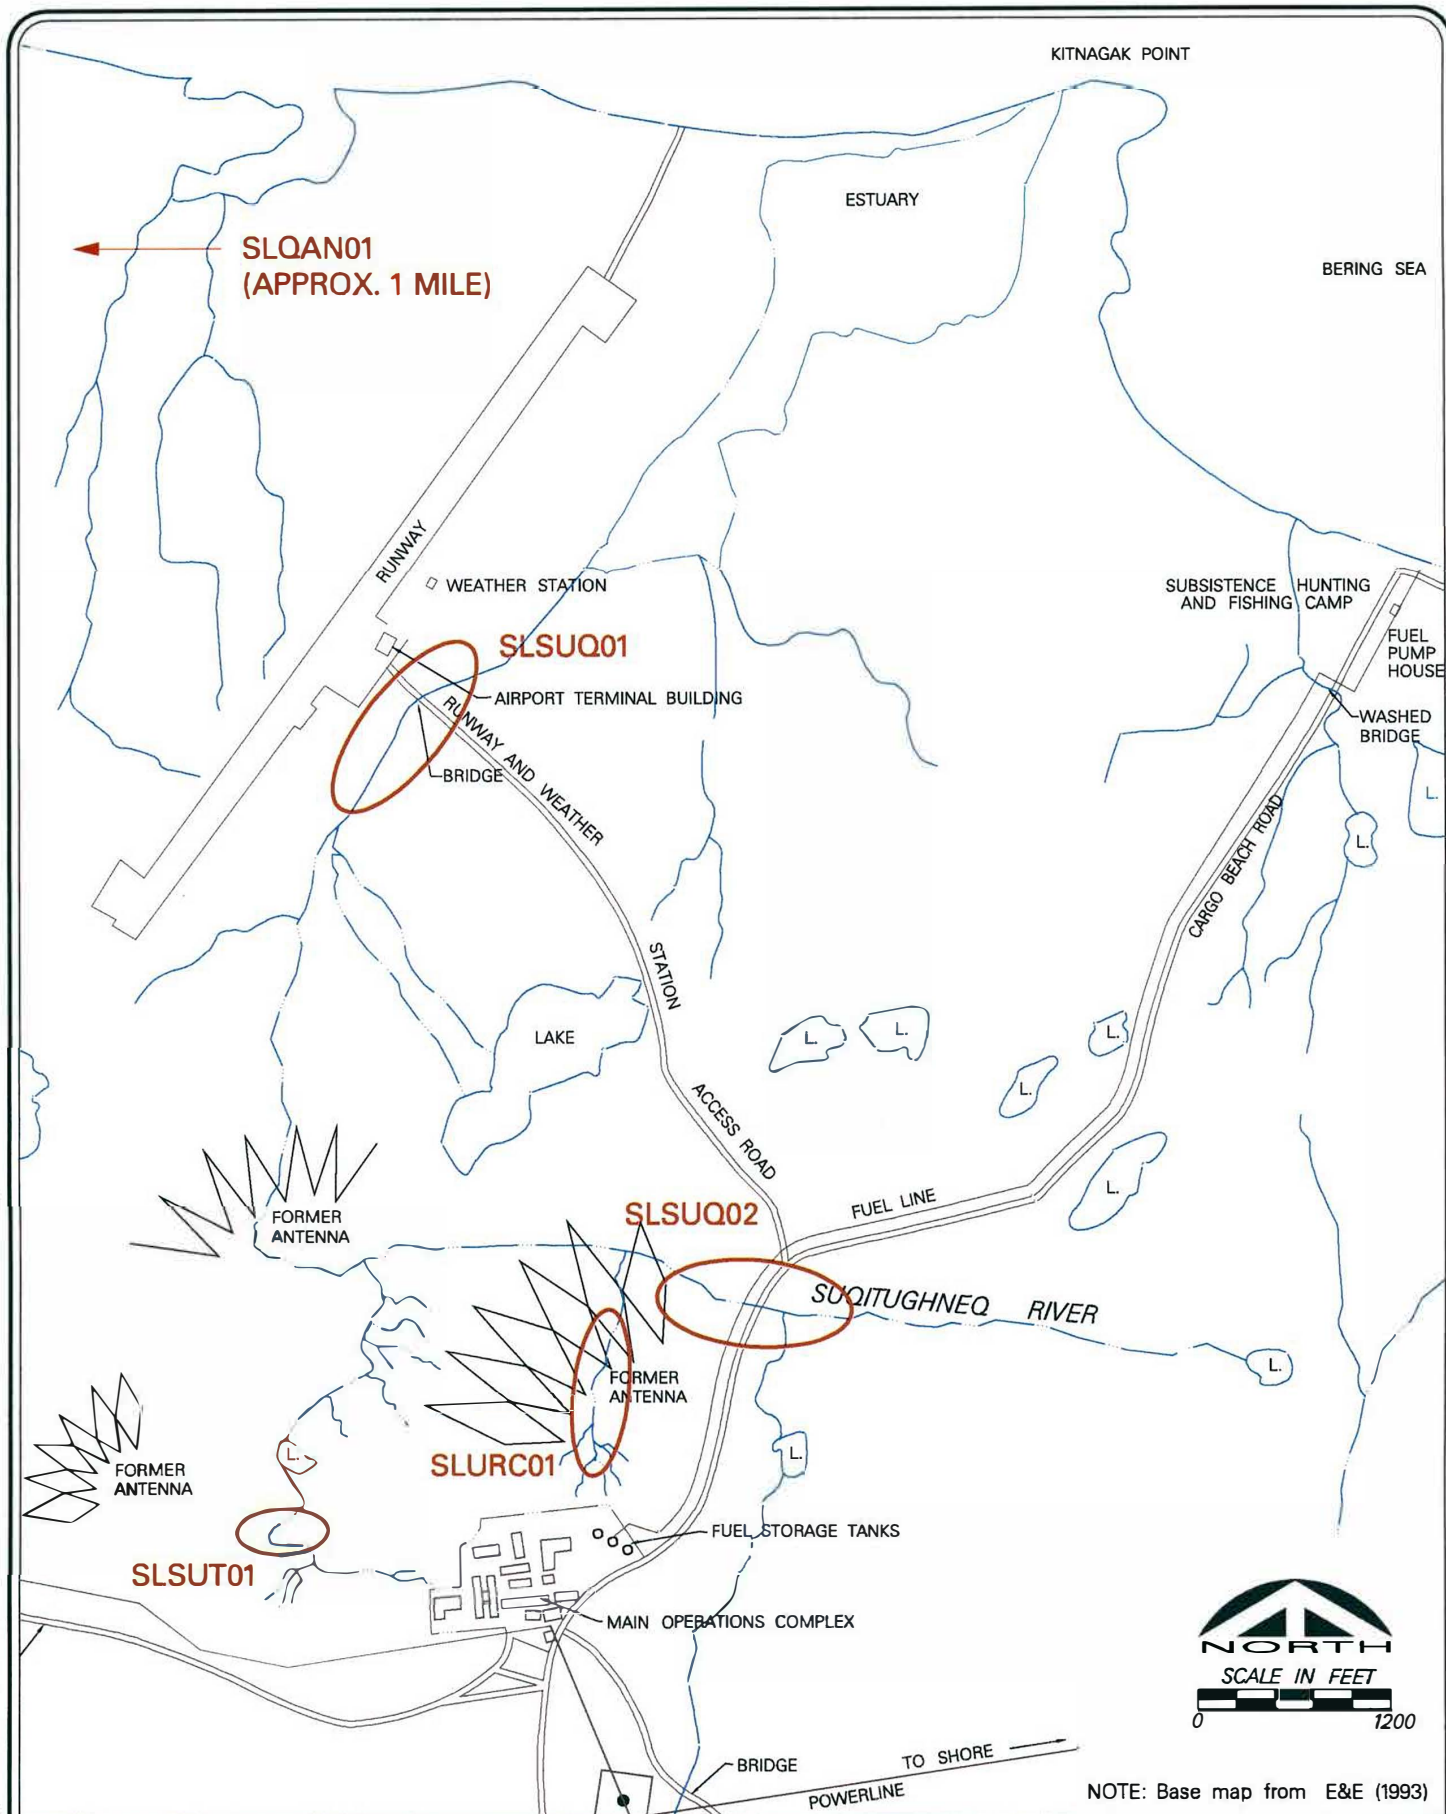 KITNAGAK POINT
ESTUARY
SLQAN01
(APPROX. 1 MILE)
BERING SEA
RUNWAY
WEATHER STATION
SUBSISTENCE HUNTING
AND FISHING CAMP
FUEL
PUMP
HOUSE
SLSUQ01
AIRPORT TERMINAL BUILDING
WASHED
BRIDGE
BRIDGE
RUNWAY AND WEATHER
STATION
ACCESS ROAD
L.
L.
CARGO BEACH ROAD
LAKE
L.
L.
L.
L.
L.
FORMER
ANTENNA
SLSUQ02
FUEL LINE
SUQITUGHNEQ RIVER
L.
FORMER
ANTENNA
L.
L.
SLURC01
FORMER
ANTENNA
FUEL STORAGE TANKS
SLSUT01
MAIN OPERATIONS COMPLEX
NORTH
SCALE IN FEET
0 1200
BRIDGE
TO SHORE
POWERLINE
NOTE: Base map from E&E (1993)